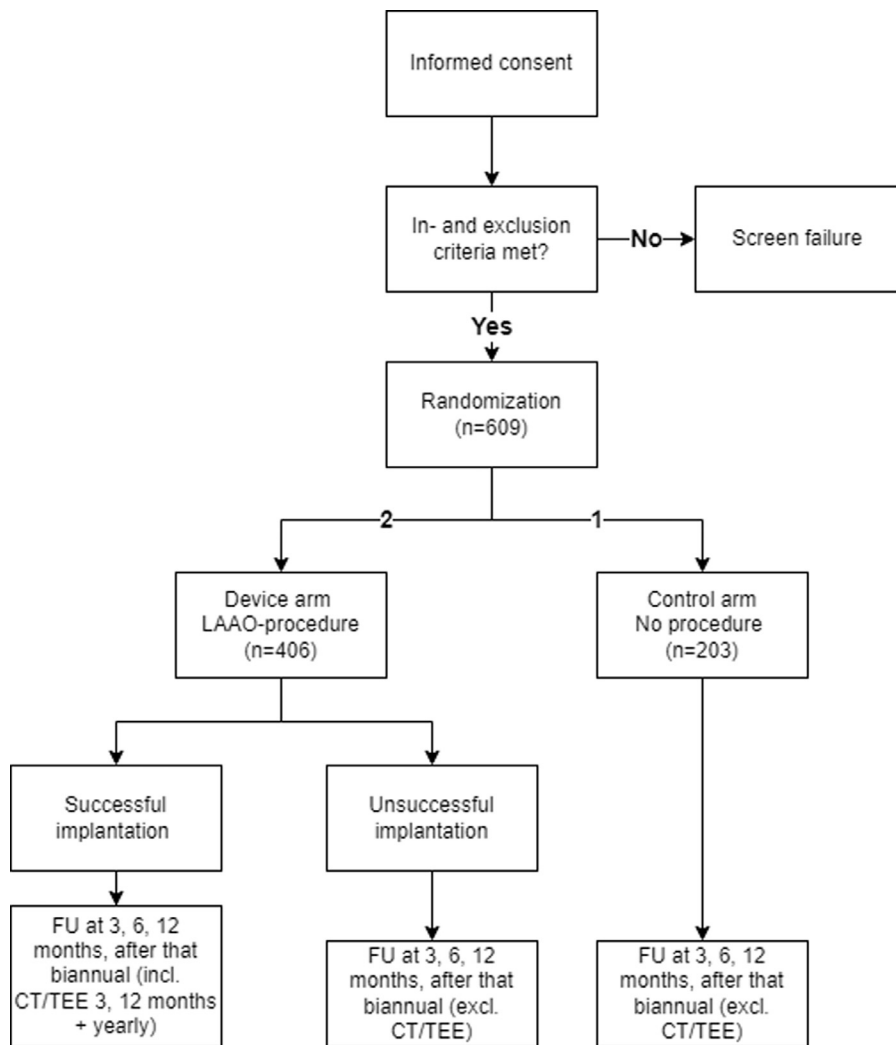 Informed consent
In- and exclusion
criteria met?
No
Screen failure
Yes
Randomization
(n=609)
2
1
Device arm
LAAO-procedure
(n=406)
Control arm
No procedure
(n=203)
Successful
implantation
Unsuccessful
implantation
FU at 3, 6, 12
months, after that
biannual (incl.
CT/TEE 3, 12 months
+ yearly)
FU at 3, 6, 12
months, after that
biannual (excl.
CT/TEE)
FU at 3, 6, 12
months, after that
biannual (excl.
CT/TEE)